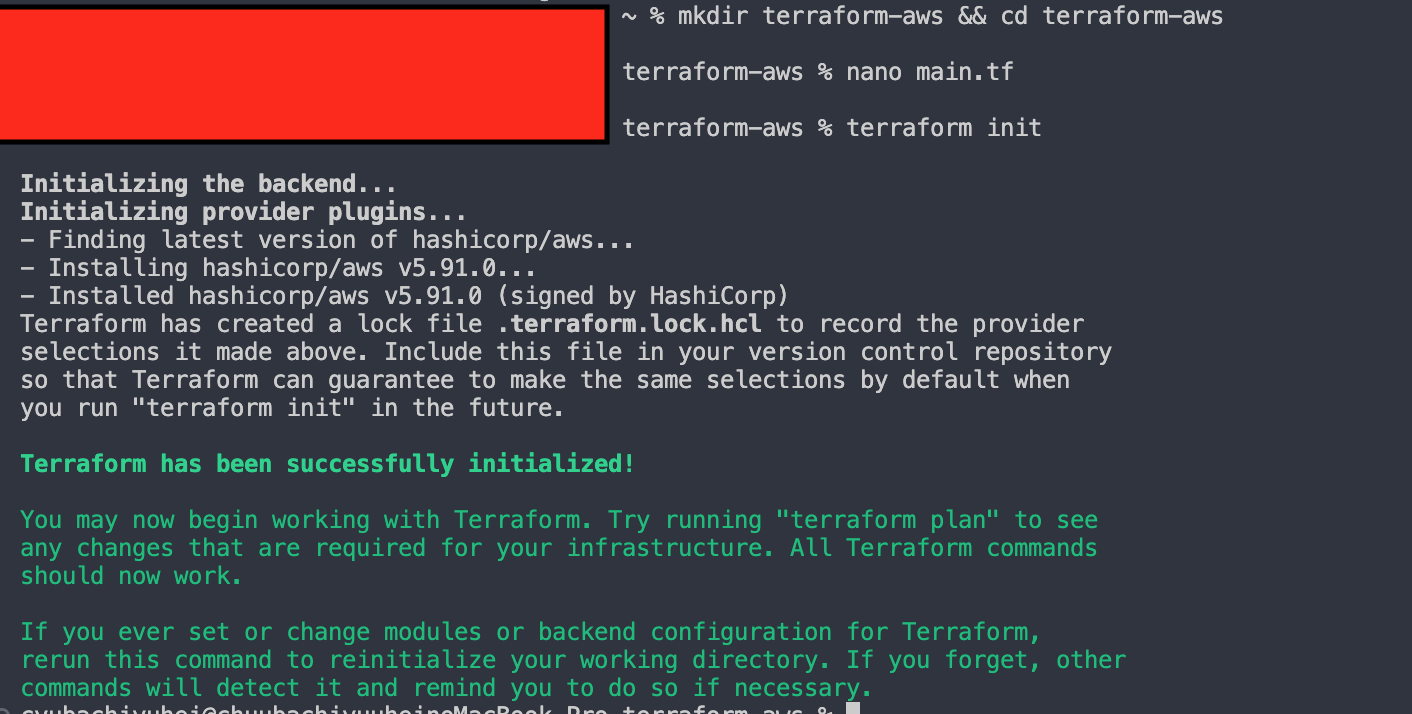 ~ % mkdir terraform-aws && cd terraform-aws
terraform-aws % nano main.tf
terraform-aws % terraform init
Initializing the backend...
Initializing provider plugins...
- Finding latest version of hashicorp/aws...
- Installing hashicorp/aws v5.91.0...
- Installed hashicorp/aws v5.91.0 (signed by HashiCorp)
Terraform has created a lock file .terraform.lock.hcl to record the provider
selections it made above. Include this file in your version control repository
so that Terraform can guarantee to make the same selections by default when
you run "terraform init" in the future.
Terraform has been successfully initialized!
You may now begin working with Terraform. Try running "terraform plan" to see
any changes that are required for your infrastructure. All Terraform commands
should now work.
If you ever set or change modules or backend configuration for Terraform,
rerun this command to reinitialize your working directory. If you forget, other
commands will detect it and remind you to do so if necessary.
terraform-aws %